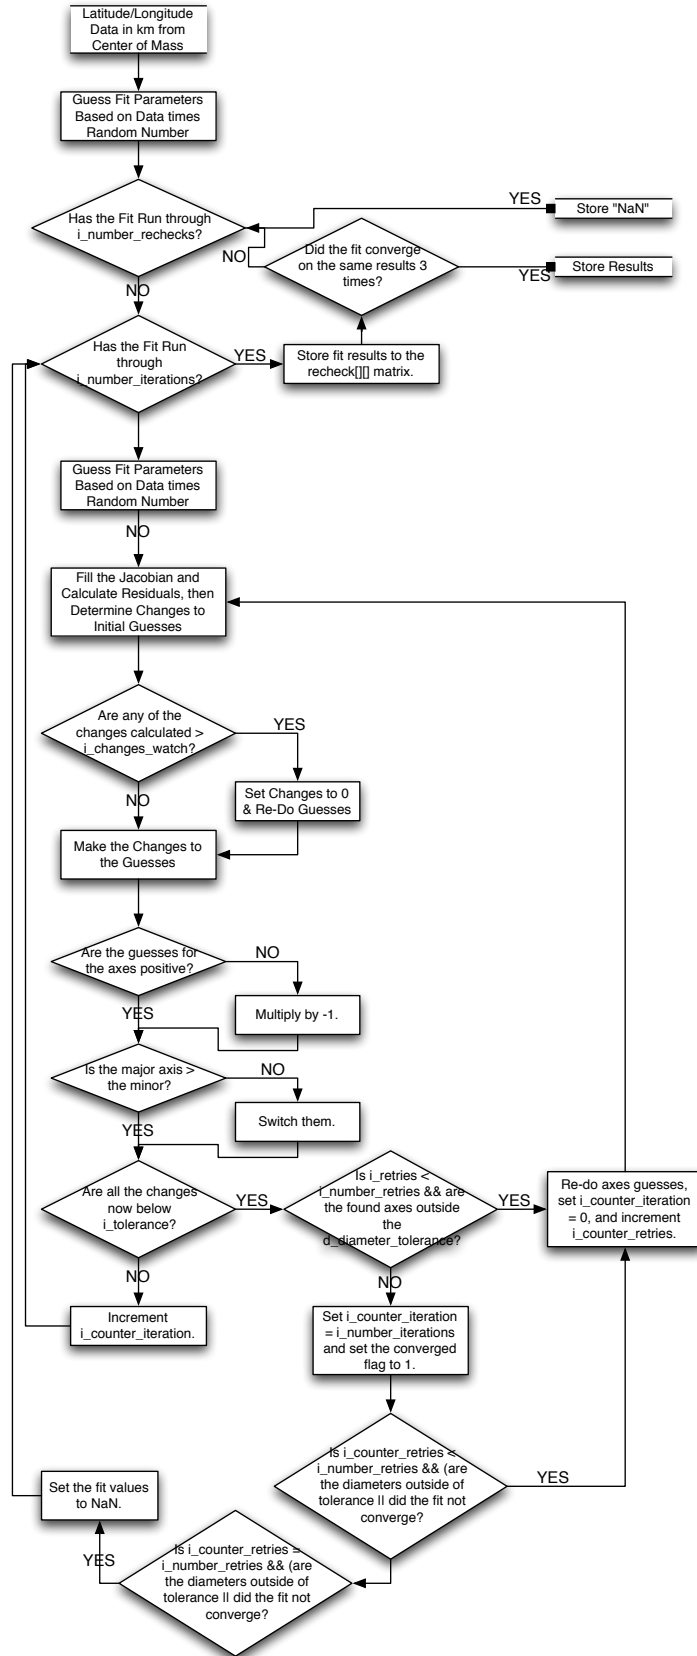 Latitude/Longitude
Data in km from
Center of Mass
Guess Fit Parameters
Based on Data times
Random Number
Has the Fit Run through
i_number_rechecks?
YES
Store "NaN"
NO
Did the fit converge
on the same results 3
times?
YES
Store Results
NO
Has the Fit Run
through
i_number_iterations?
YES
Store fit results to the
recheck[][] matrix.
Guess Fit Parameters
Based on Data times
Random Number
NO
Fill the Jacobian and
Calculate Residuals, then
Determine Changes to
Initial Guesses
Are any of the
changes calculated >
i_changes_watch?
YES
Set Changes to 0
& Re-Do Guesses
NO
Make the Changes to
the Guesses
Are the guesses for
the axes positive?
NO
Multiply by -1.
YES
Is the major axis >
the minor?
NO
Switch them.
YES
Are all the changes
now below
i_tolerance?
YES
Is i_retries <
i_number_retries && are
the found axes outside
the
d_diameter_tolerance?
YES
Re-do axes guesses,
set i_counter_iteration
= 0, and increment
i_counter_retries.
NO
Increment
i_counter_iteration.
NO
Set i_counter_iteration
= i_number_iterations
and set the converged
flag to 1.
Is i_counter_retries <
i_number_retries && (are
the diameters outside of
tolerance || did the fit not
converge?
YES
Set the fit values
to NaN.
YES
Is i_counter_retries =
i_number_retries && (are
the diameters outside of
tolerance || did the fit not
converge?